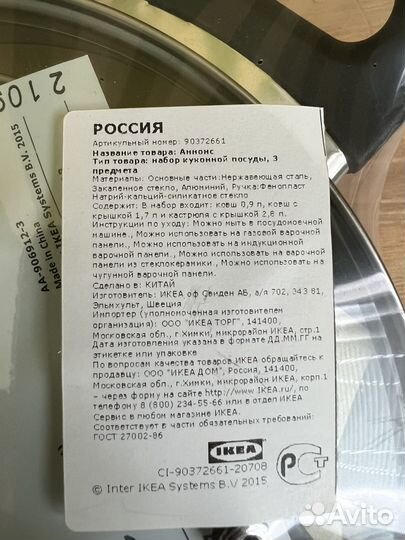 РОССИЯ
Артикульный номер: 90372661
Название товара: Аннонс
Тип товара: набор кухонной посуды, 3
предмета
Материалы: Основные части:Нержавеющая сталь,
Закаленное стекло, Алюминий, Ручка:Фенопласт
Натрий-кальций-силикатное стекло
Содержит: В набор входит: ковш 0,9 л, ковш с
крышкой 1,7 л и кастрюля с крышкой 2,8 л.
Инструкции по уходу: Можно мыть в посудомоечной
машине., Можно использовать на газовой варочной
панели., Можно использовать на индукционной
варочной панели., Можно использовать на варочной
панели из стеклокерамики., Можно использовать на
чугунной варочной панели.
Сделано в: КИТАЙ
Изготовитель: ИКЕА оф Свиден АБ, а/я 702, 343 81,
Эльмхульт, Швеция
Импортер (уполномоченная изготовителем
организация): ООО "ИКЕА ТОРГ", 141400,
Московская обл., г.Химки, микрорайон ИКЕА, стр.1
Дата изготовления указана в формате ДД.ММ.ГГ на
этикетке или упаковке
По вопросам качества товаров ИКЕА обращайтесь к
продавцу: ООО "ИКЕА ДОМ", Россия, 141400,
Московская обл., г.Химки, микрорайон ИКЕА, корп.1
- через форму на сайте http://www.IKEA.ru/, по
телефону 8 (800) 234-55-66 или в отделе ИКЕА
Сервис в любом магазине ИКЕА.
Соответствует в части обязательных требований:
ГОСТ 27002-86
IKEA
РСТ
CI-90372661-20708
© Inter IKEA Systems B.V 2015
AA-969691-2-3
Made in China
IKEA Systems B.V. 2015
Avito